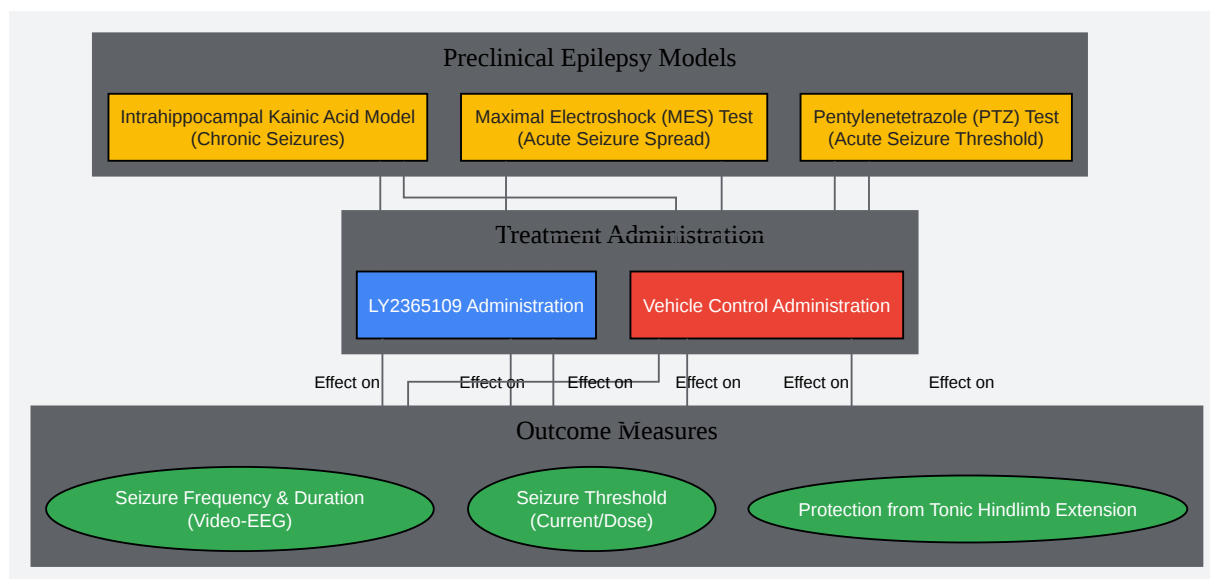 Preclinical Epilepsy Models
Intrahippocampal Kainic Acid Model
(Chronic Seizures)
Maximal Electroshock (MES) Test
(Acute Seizure Spread)
Pentylenetetrazole (PTZ) Test
(Acute Seizure Threshold)
Treatment Administration
LY2365109 Administration
Vehicle Control Administration
Effect on
Effect on
Effect on
Effect on
Effect on
Effect on
Outcome Measures
Seizure Frequency & Duration
(Video-EEG)
Seizure Threshold
(Current/Dose)
Protection from Tonic Hindlimb Extension